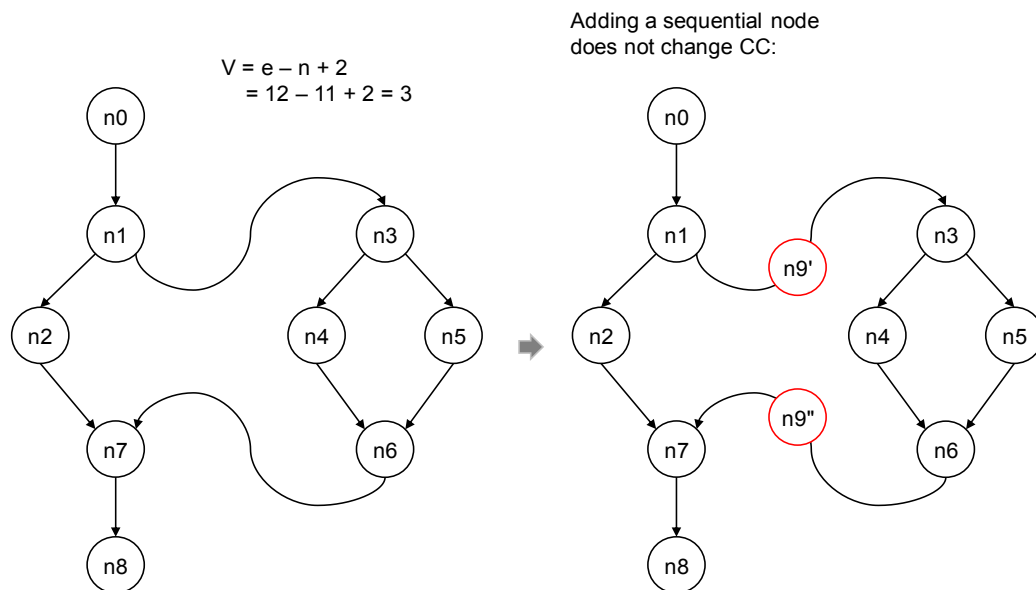 Adding a sequential node
does not change CC:
V = e – n + 2
= 12 – 11 + 2 = 3
n0
n1
n3
n2
n4
n5
n7
n6
n8
n0
n1
n9'
n3
n2
n4
n5
n9"
n7
n6
n8